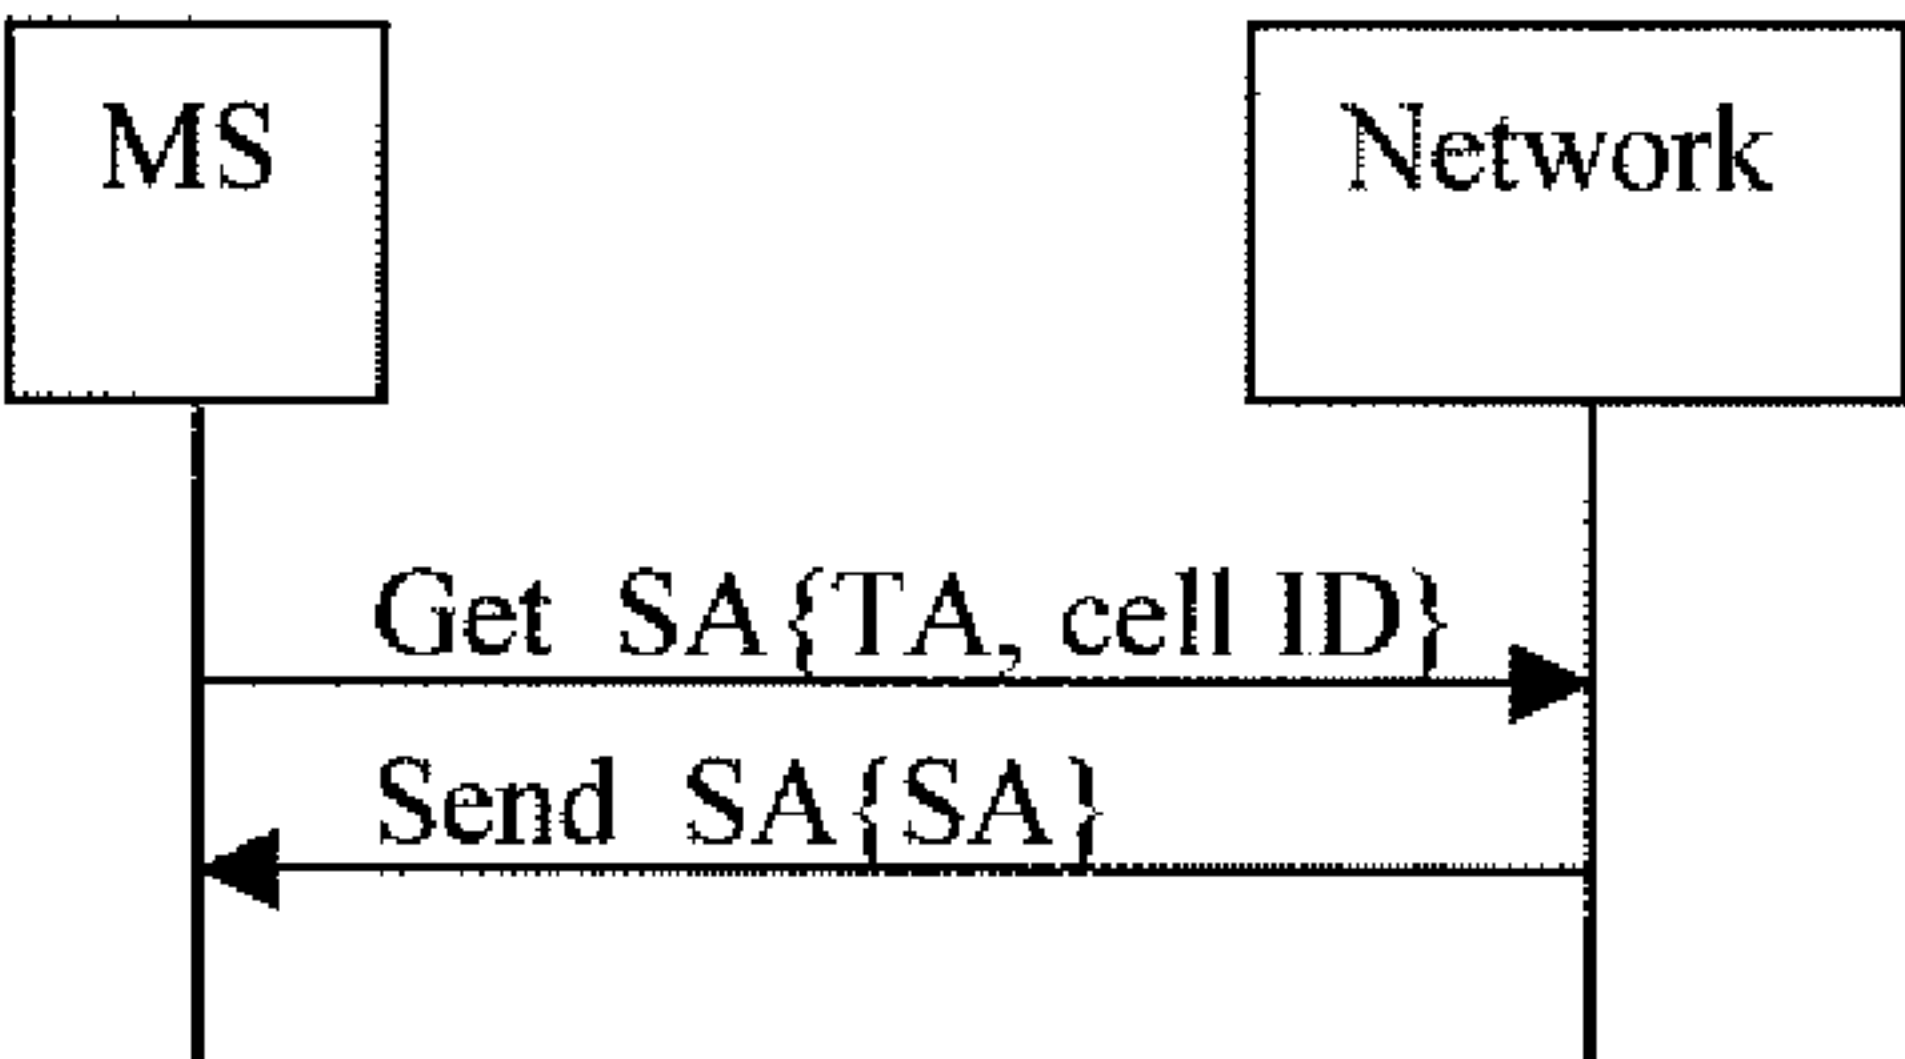 MS
Network
Get SA{TA, cell ID}
Send SA{SA}